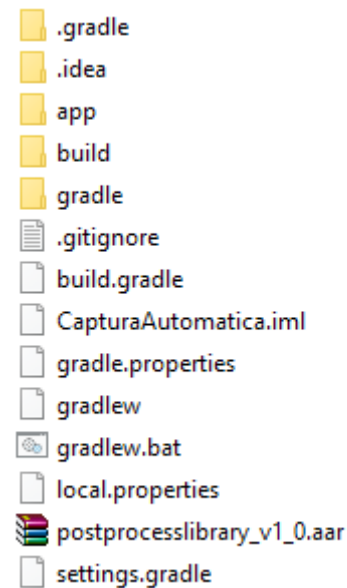 .gradle
.idea
app
build
gradle
.gitignore
build.gradle
CapturaAutomatica.iml
gradle.properties
gradlew
gradlew.bat
local.properties
postprocesslibrary_v1_0.aar
settings.gradle